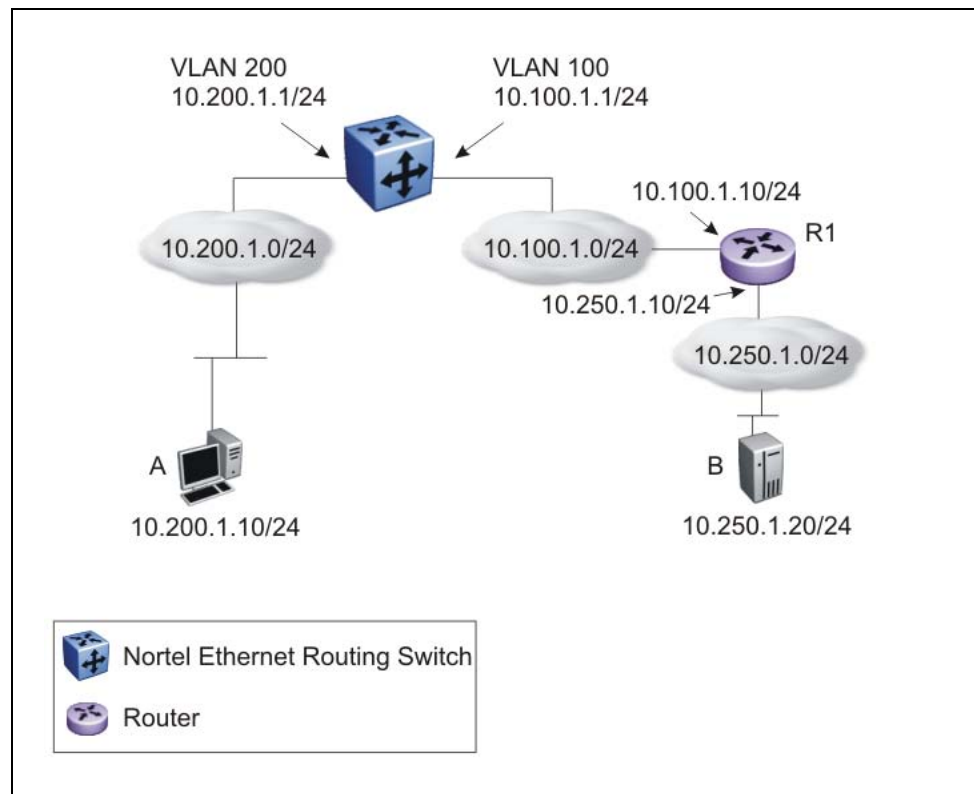 VLAN 200
10.200.1.1/24
VLAN 100
10.100.1.1/24
10.100.1.10/24
R1
10.200.1.0/24
10.100.1.0/24
10.250.1.10/24
10.250.1.0/24
A
B
10.200.1.10/24
10.250.1.20/24
Nortel Ethernet Routing Switch
Router